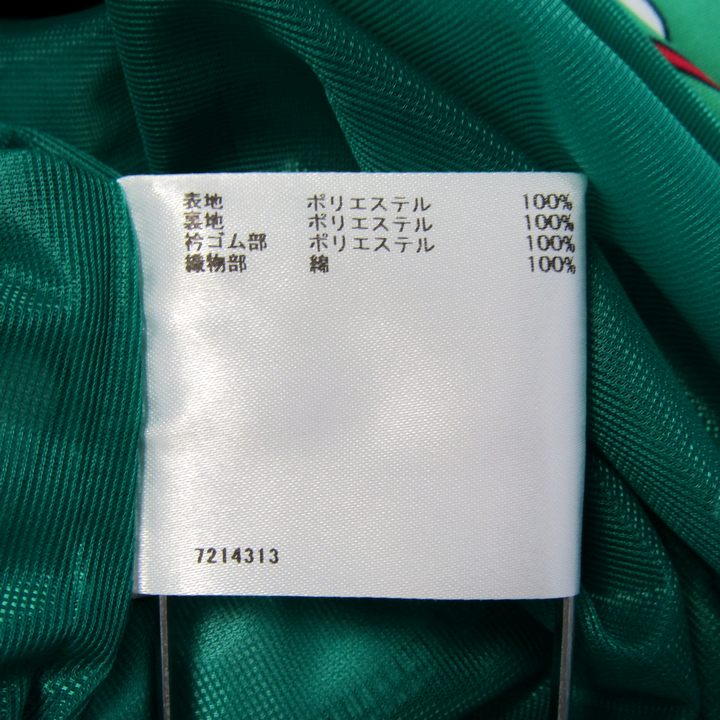 表地 ポリエステル 100%
裏地 ポリエステル 100%
衿ゴム部 ポリエステル 100%
織物部 綿 100%
7214313